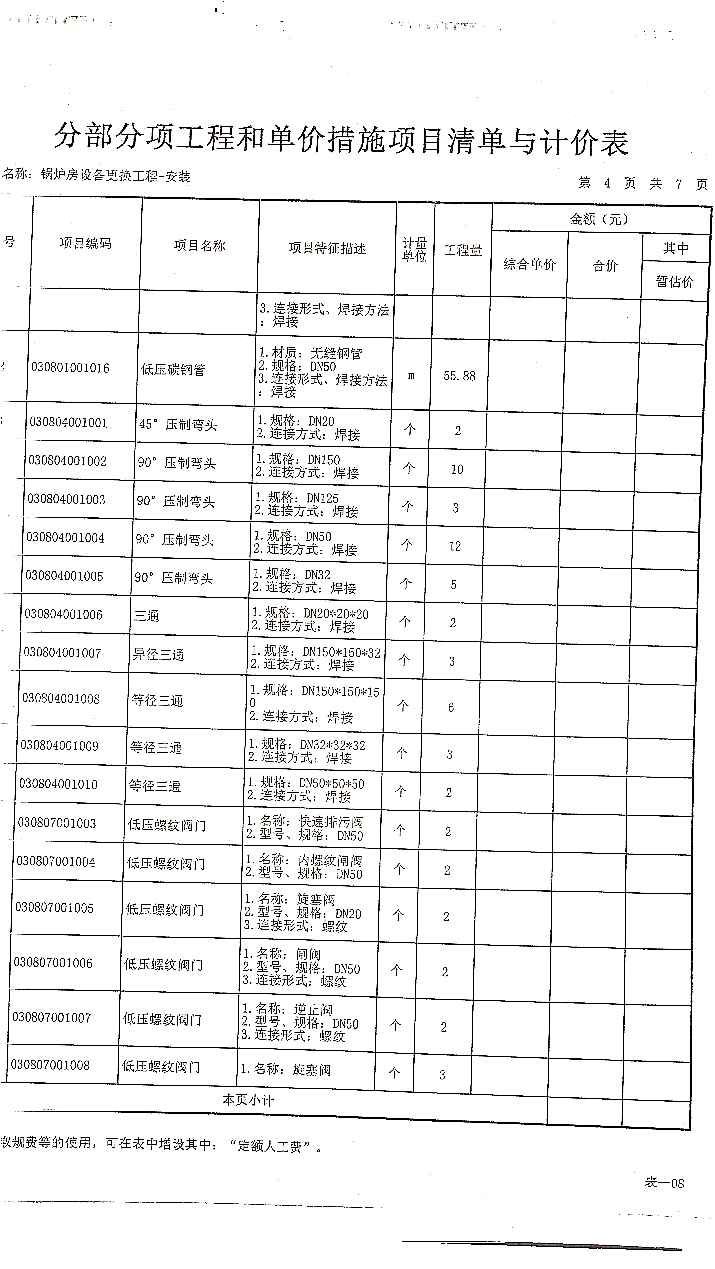 分部分项工程和单价措施项目清单与计价表
名称：锅炉房设备更换工程-安装
第 4 页 共 7 页
号 项目编码 项目名称 项目特征描述 计量单位 工程量 金额（元）
综合单价 合价 其中
暂估价
3.连接形式、焊接方法
：焊接
030801001016 低压碳钢管 1.材质：无缝钢管 m 55.88
2.规格：DN50
3.连接形式、焊接方法
：焊接
030804001001 45°压制弯头 1.规格：DN20 个 2
2.连接方式：焊接
030804001002 90°压制弯头 1.规格：DN150 个 10
2.连接方式：焊接
030804001003 90°压制弯头 1.规格：DN125 个 3
2.连接方式：焊接
030804001004 90°压制弯头 1.规格：DN50 个 12
2.连接方式：焊接
030804001005 90°压制弯头 1.规格：DN32 个 5
2.连接方式：焊接
030804001006 三通 1.规格：DN20*20*20 个 2
2.连接方式：焊接
030804001007 异径三通 1.规格：DN150*150*32 个 3
2.连接方式：焊接
030804001008 等径三通 1.规格：DN150*150*15 个 6
0
2.连接方式：焊接
030804001009 等径三通 1.规格：DN32*32*32 个 3
2.连接方式：焊接
030804001010 等径三通 1.规格：DN50*50*50 个 2
2.连接方式：焊接
030807001003 低压螺纹阀门 1.名称：快速排污阀 个 2
2.型号、规格：DN50
030807001004 低压螺纹阀门 1.名称：内螺纹闸阀 个 2
2.型号、规格：DN50
030807001005 低压螺纹阀门 1.名称：旋塞阀 个 2
2.型号、规格：DN20
3.连接形式：螺纹
030807001006 低压螺纹阀门 1.名称：闸阀 个 2
2.型号、规格：DN50
3.连接形式：螺纹
030807001007 低压螺纹阀门 1.名称：逆止阀 个 2
2.型号、规格：DN50
3.连接形式：螺纹
030807001008 低压螺纹阀门 1.名称：旋塞阀 个 3
本页小计
取规费等的使用，可在表中增设其中：“定额人工费”。
表—08